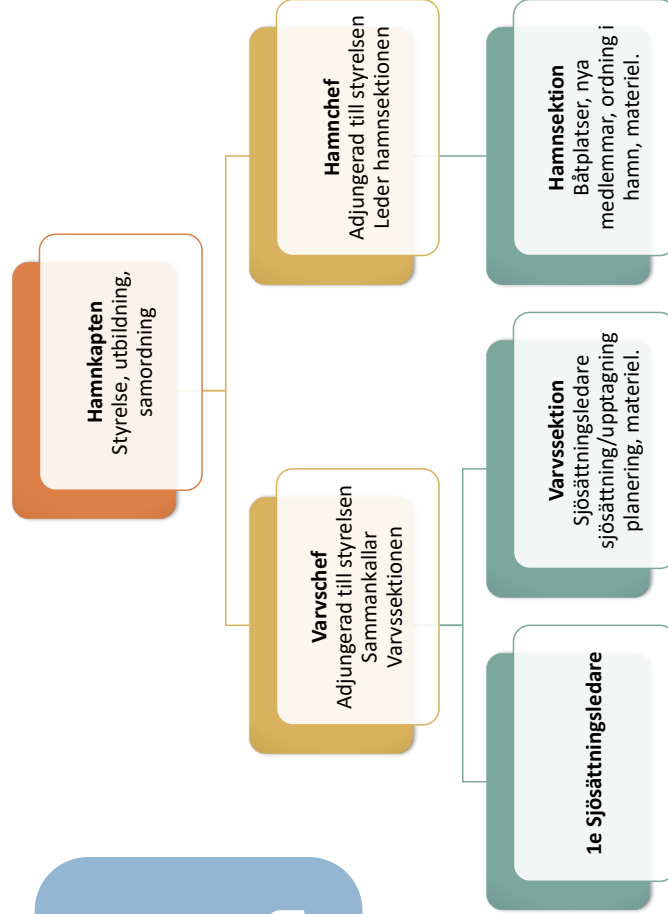 Hamnkapten
Styrelse, utbildning,
samordning
Varvschef
Adjungerad till styrelsen
Sammankallar
Varvssektionen
Hamnchef
Adjungerad till styrelsen
Leder hamnsektionen
1e Sjösättningsledare
Varvssektion
Sjösättningsledare
sjösättning/upptagning
planering, materiel.
Hamnsektion
Båtplatser, nya
medlemmar, ordning i
hamn, materiel.